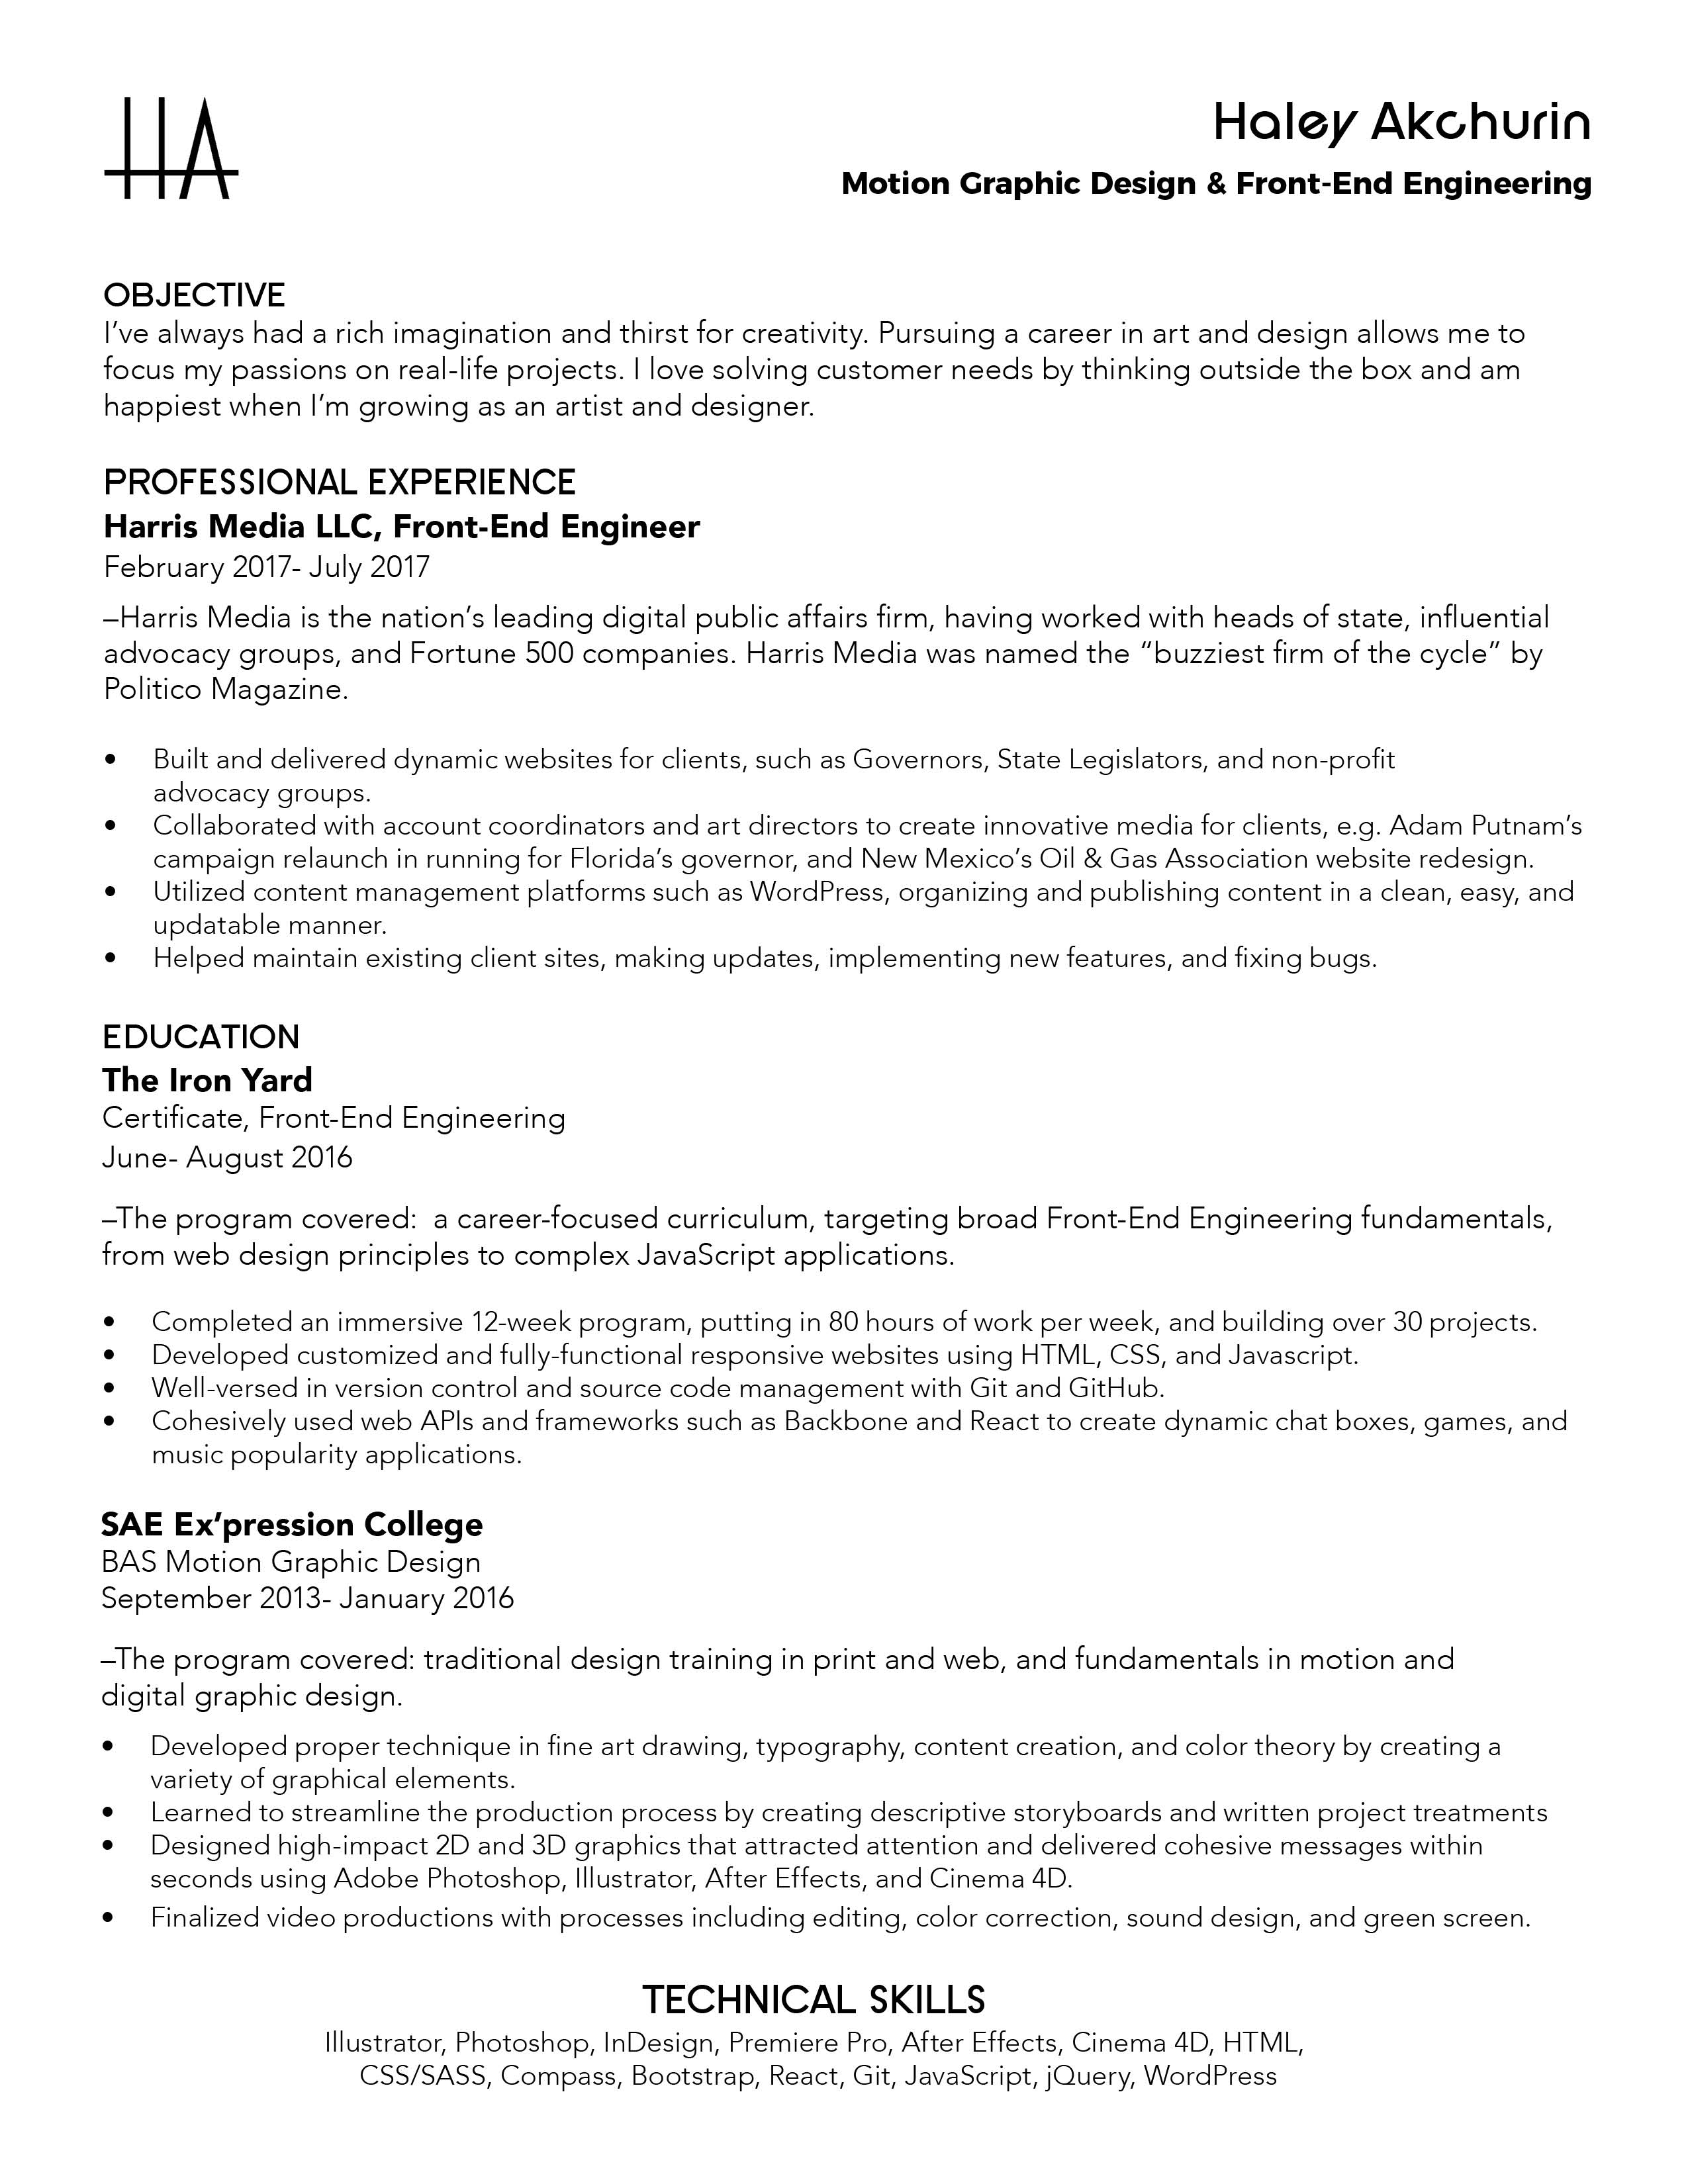 HA
Haley Akchurin
Motion Graphic Design & Front-End Engineering
OBJECTIVE
I’ve always had a rich imagination and thirst for creativity. Pursuing a career in art and design allows me to
focus my passions on real-life projects. I love solving customer needs by thinking outside the box and am
happiest when I’m growing as an artist and designer.
PROFESSIONAL EXPERIENCE
Harris Media LLC, Front-End Engineer
February 2017- July 2017
–Harris Media is the nation’s leading digital public affairs firm, having worked with heads of state, influential
advocacy groups, and Fortune 500 companies. Harris Media was named the “buzziest firm of the cycle” by
Politico Magazine.
• Built and delivered dynamic websites for clients, such as Governors, State Legislators, and non-profit
advocacy groups.
• Collaborated with account coordinators and art directors to create innovative media for clients, e.g. Adam Putnam’s
campaign relaunch in running for Florida’s governor, and New Mexico’s Oil & Gas Association website redesign.
• Utilized content management platforms such as WordPress, organizing and publishing content in a clean, easy, and
updatable manner.
• Helped maintain existing client sites, making updates, implementing new features, and fixing bugs.
EDUCATION
The Iron Yard
Certificate, Front-End Engineering
June- August 2016
–The program covered:  a career-focused curriculum, targeting broad Front-End Engineering fundamentals,
from web design principles to complex JavaScript applications.
• Completed an immersive 12-week program, putting in 80 hours of work per week, and building over 30 projects.
• Developed customized and fully-functional responsive websites using HTML, CSS, and Javascript.
• Well-versed in version control and source code management with Git and GitHub.
• Cohesively used web APIs and frameworks such as Backbone and React to create dynamic chat boxes, games, and
music popularity applications.
SAE Ex’pression College
BAS Motion Graphic Design
September 2013- January 2016
–The program covered: traditional design training in print and web, and fundamentals in motion and
digital graphic design.
• Developed proper technique in fine art drawing, typography, content creation, and color theory by creating a
variety of graphical elements.
• Learned to streamline the production process by creating descriptive storyboards and written project treatments
• Designed high-impact 2D and 3D graphics that attracted attention and delivered cohesive messages within
seconds using Adobe Photoshop, Illustrator, After Effects, and Cinema 4D.
• Finalized video productions with processes including editing, color correction, sound design, and green screen.
TECHNICAL SKILLS
Illustrator, Photoshop, InDesign, Premiere Pro, After Effects, Cinema 4D, HTML,
CSS/SASS, Compass, Bootstrap, React, Git, JavaScript, jQuery, WordPress